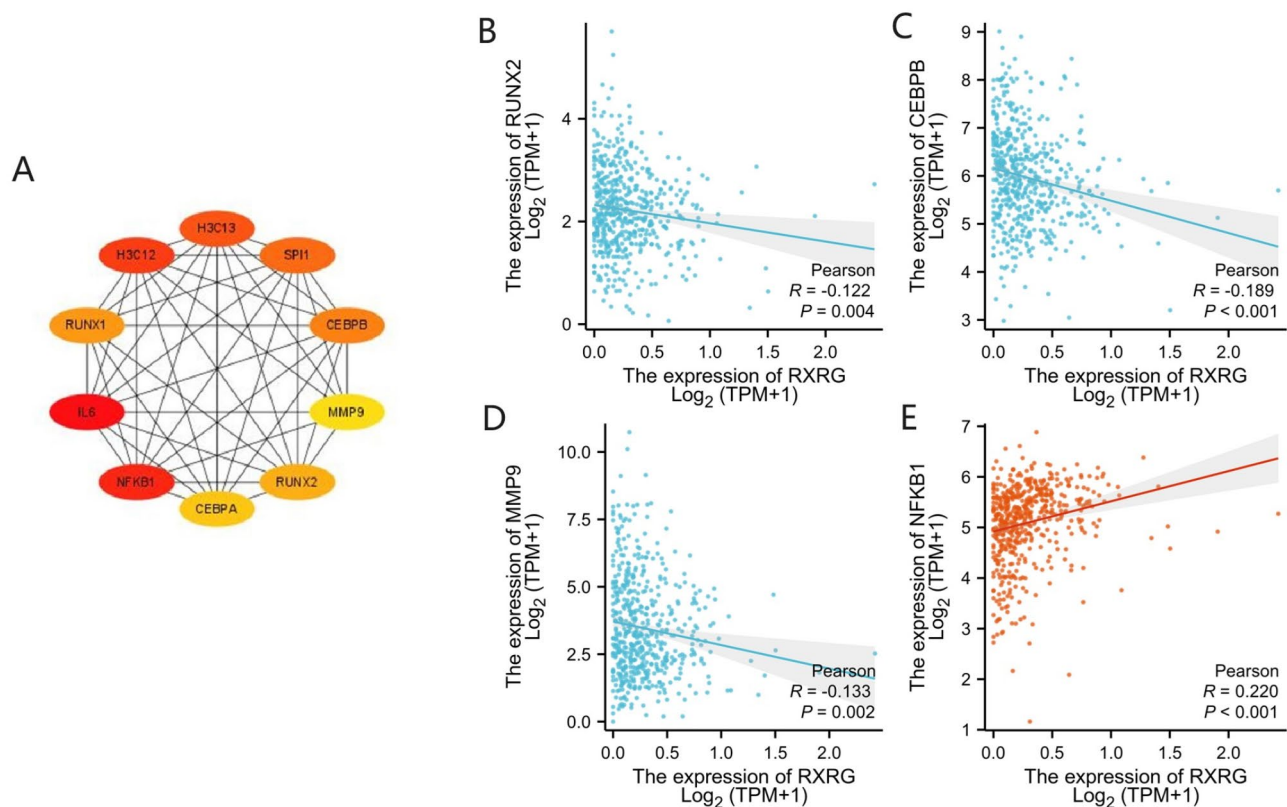 A
H3C13
H3C12
SPI1
RUNX1
CEBPB
IL6
MMP9
NFKB1
RUNX2
CEBPA
B
The expression of RUNX2
Log2 (TPM+1)
4
2
0
Pearson
R = -0.122
P = 0.004
0.0 0.5 1.0 1.5 2.0
The expression of RXRG
Log2 (TPM+1)
C
The expression of CEBPB
Log2 (TPM+1)
9
8
7
6
5
4
3
Pearson
R = -0.189
P < 0.001
0.0 0.5 1.0 1.5 2.0
The expression of RXRG
Log2 (TPM+1)
D
The expression of MMP9
Log2 (TPM+1)
10.0
7.5
5.0
2.5
0.0
Pearson
R = -0.133
P = 0.002
0.0 0.5 1.0 1.5 2.0
The expression of RXRG
Log2 (TPM+1)
E
The expression of NFKB1
Log2 (TPM+1)
7
6
5
4
3
2
1
Pearson
R = 0.220
P < 0.001
0.0 0.5 1.0 1.5 2.0
The expression of RXRG
Log2 (TPM+1)